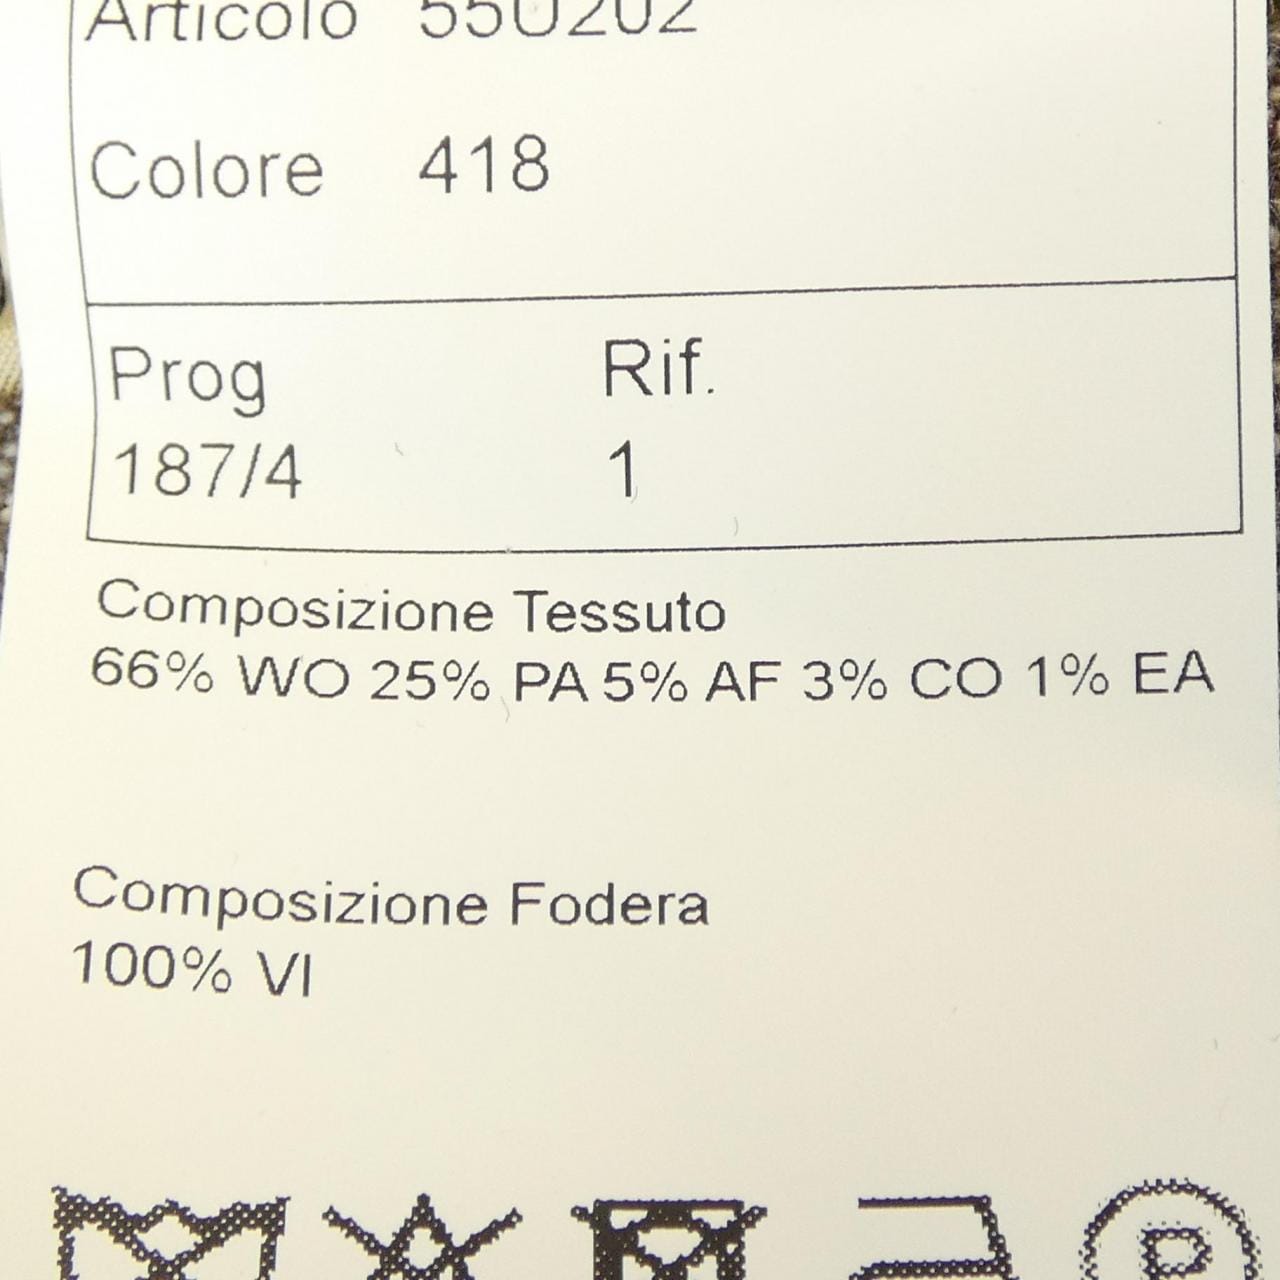 Articolo 55U202
Colore 418
Prog Rif.
187/4 1
Composizione Tessuto
66% WO 25% PA 5% AF 3% CO 1% EA
Composizione Fodera
100% VI
P